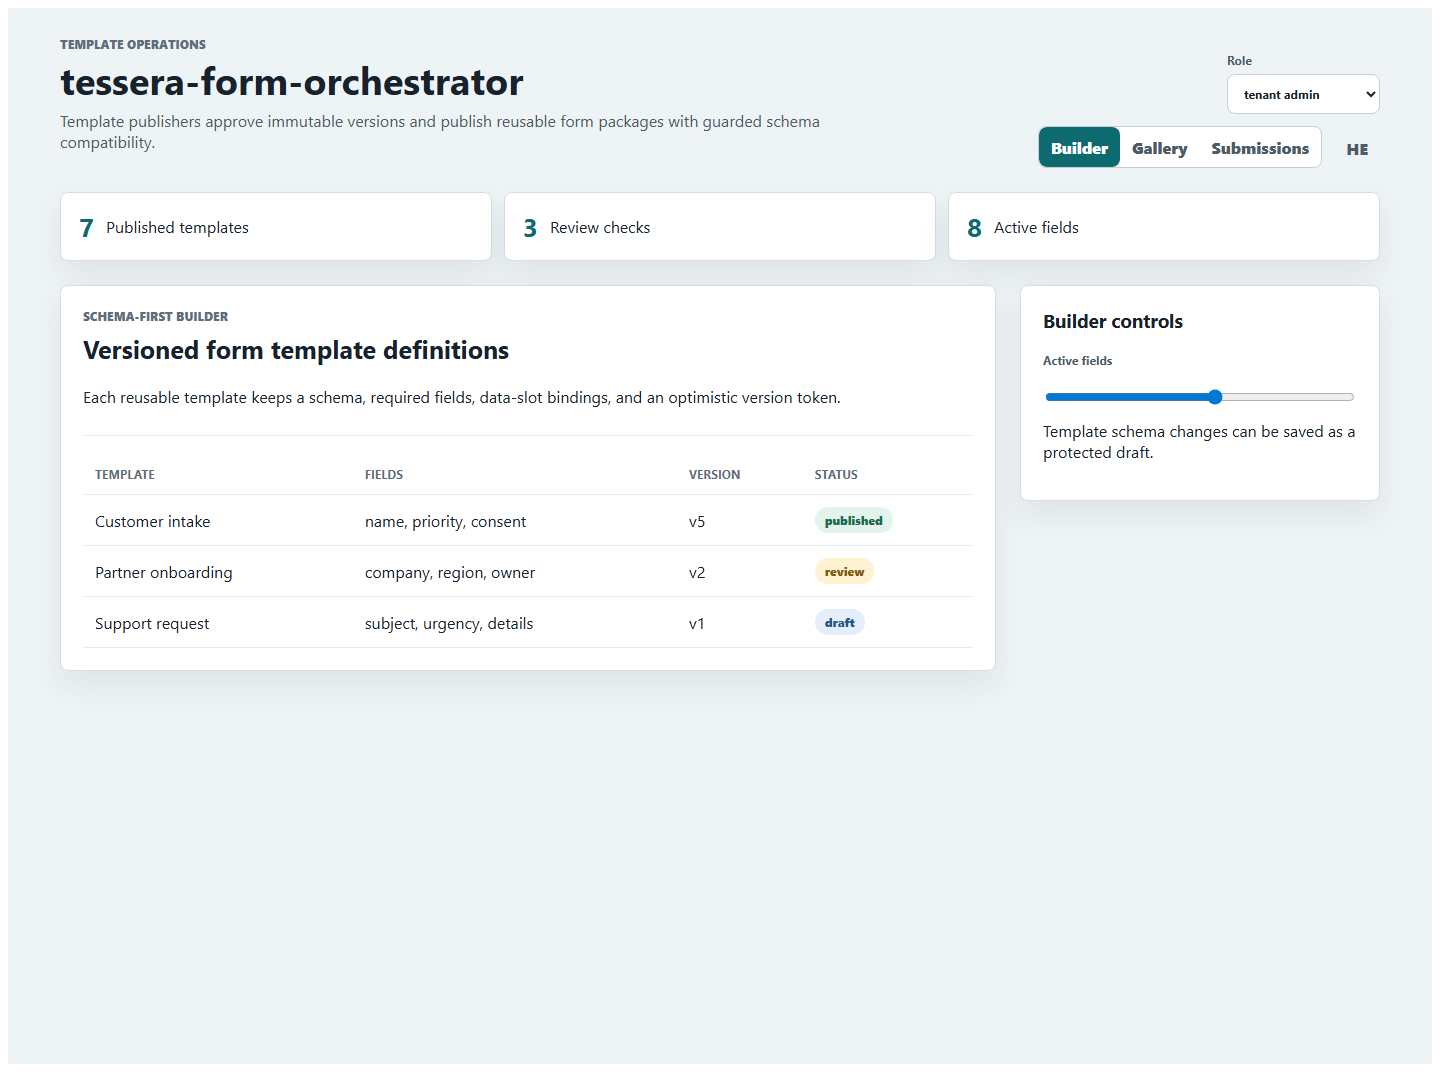 TEMPLATE OPERATIONS
tessera-form-orchestrator
Template publishers approve immutable versions and publish reusable form packages with guarded schema
compatibility.
Role
tenant admin
Builder Gallery Submissions HE
7 Published templates
3 Review checks
8 Active fields
SCHEMA-FIRST BUILDER
Versioned form template definitions
Each reusable template keeps a schema, required fields, data-slot bindings, and an optimistic version token.
TEMPLATE FIELDS VERSION STATUS
Customer intake name, priority, consent v5 published
Partner onboarding company, region, owner v2 review
Support request subject, urgency, details v1 draft
Builder controls
Active fields
Template schema changes can be saved as a
protected draft.